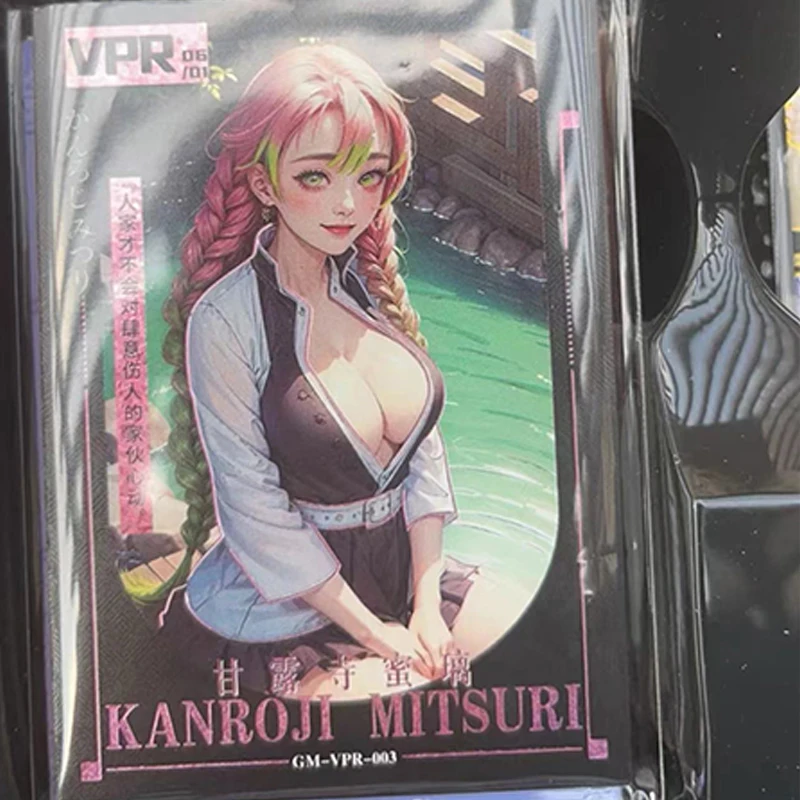 VPR
06
/01
かんろじみつり
人家才不会对肆意伤人的家伙心动
甘露寺蜜璃
KANROJI MITSURI
GM-VPR-003